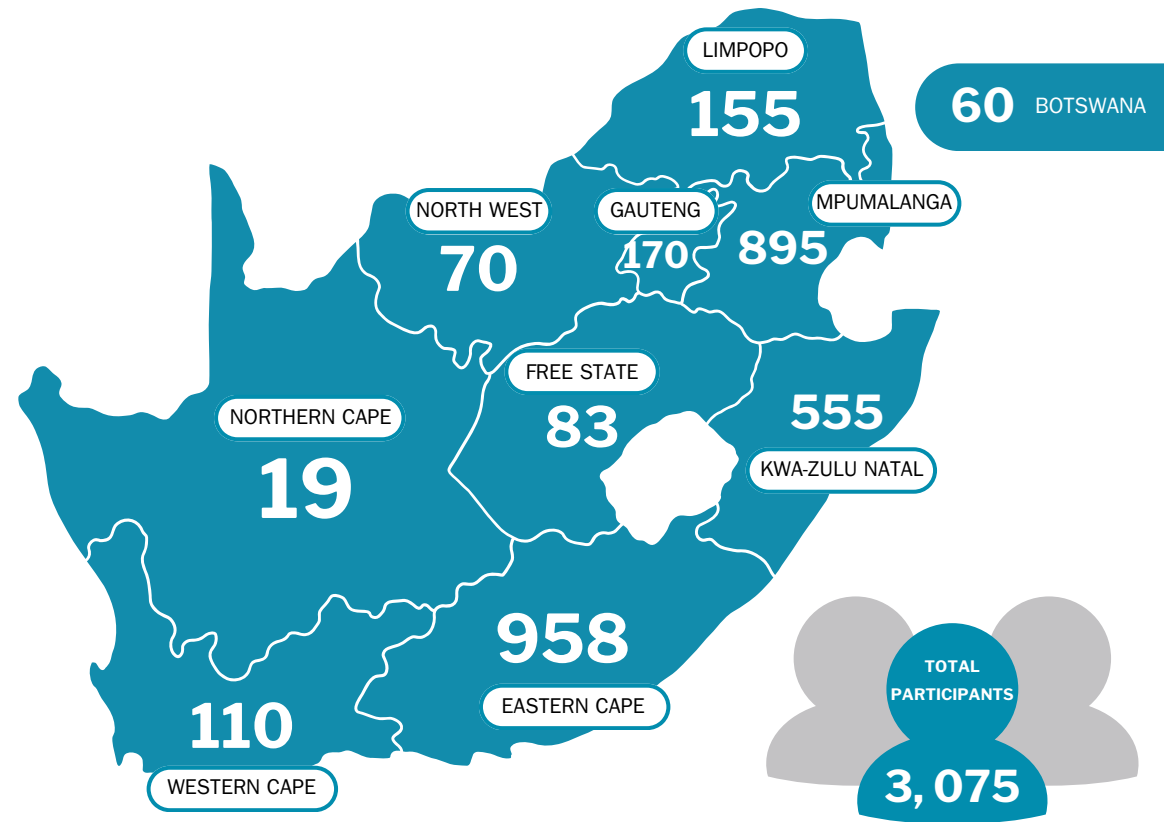 LIMPOPO
155
60 BOTSWANA
NORTH WEST
70
GAUTENG
170
MPUMALANGA
895
FREE STATE
83
NORTHERN CAPE
19
555
KWA-ZULU NATAL
958
EASTERN CAPE
110
WESTERN CAPE
TOTAL
PARTICIPANTS
3, 075